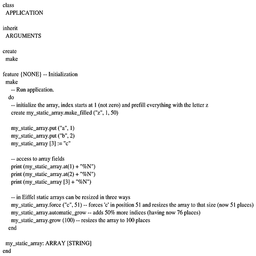 class
APPLICATION
inherit
ARGUMENTS
create
make
feature {NONE} -- Initialization
make
-- Run application.
do
-- initialize the array, index starts at 1 (not zero) and prefill everything with the letter z
create my_static_array.make_filled ("z", 1, 50)
my_static_array.put ("a", 1)
my_static_array.put ("b", 2)
my_static_array [3] := "c"
-- access to array fields
print (my_static_array.at(1) + "%N")
print (my_static_array.at(2) + "%N")
print (my_static_array [3] + "%N")
-- in Eiffel static arrays can be resized in three ways
my_static_array.force ("c", 51) -- forces 'c' in position 51 and resizes the array to that size (now 51 places)
my_static_array.automatic_grow -- adds 50% more indices (having now 76 places)
my_static_array.grow (100) -- resizes the array to 100 places
end
my_static_array: ARRAY [STRING]
end